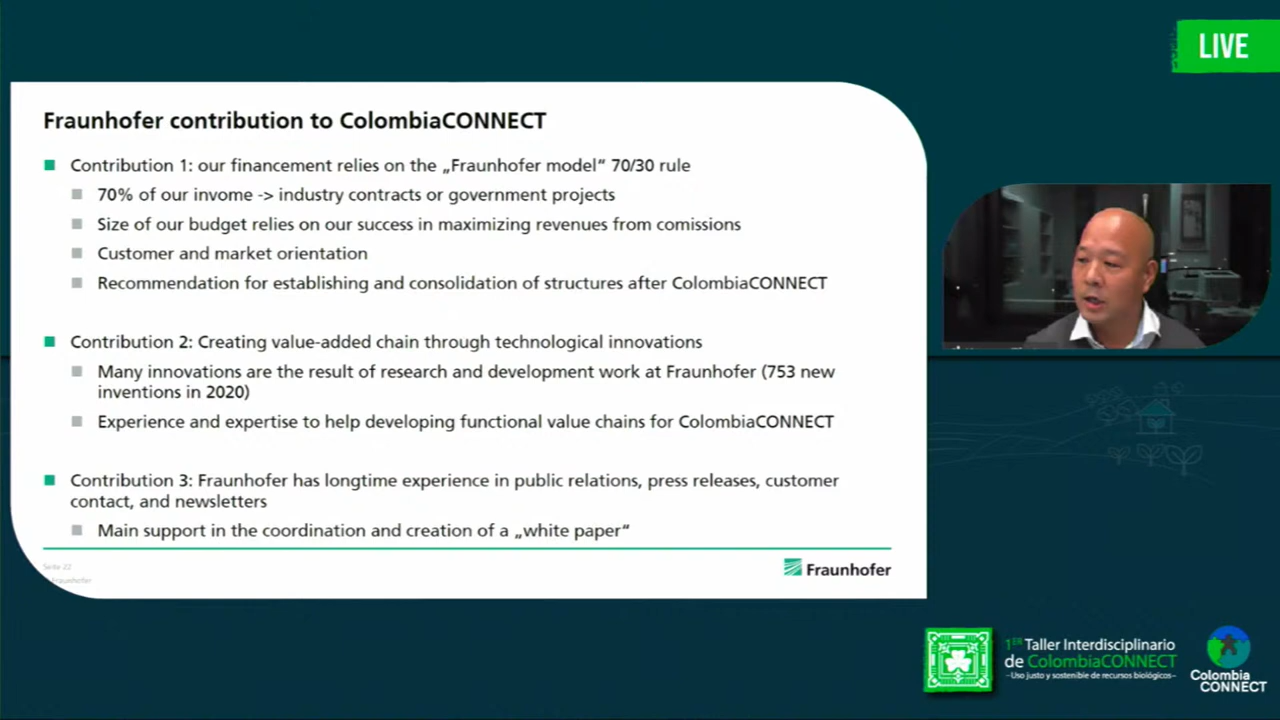 LIVE
Fraunhofer contribution to ColombiaCONNECT
Contribution 1: our financement relies on the „Fraunhofer model“ 70/30 rule
70% of our invome -> industry contracts or government projects
Size of our budget relies on our success in maximizing revenues from comissions
Customer and market orientation
Recommendation for establishing and consolidation of structures after ColombiaCONNECT
Contribution 2: Creating value-added chain through technological innovations
Many innovations are the result of research and development work at Fraunhofer (753 new
inventions in 2020)
Experience and expertise to help developing functional value chains for ColombiaCONNECT
Contribution 3: Fraunhofer has longtime experience in public relations, press releases, customer
contact, and newsletters
Main support in the coordination and creation of a „white paper“
Seite 22
Fraunhofer
Fraunhofer
1ER Taller Interdisciplinario
de ColombiaCONNECT
-Uso justo y sostenible de recursos biológicos-
Colombia
CONNECT